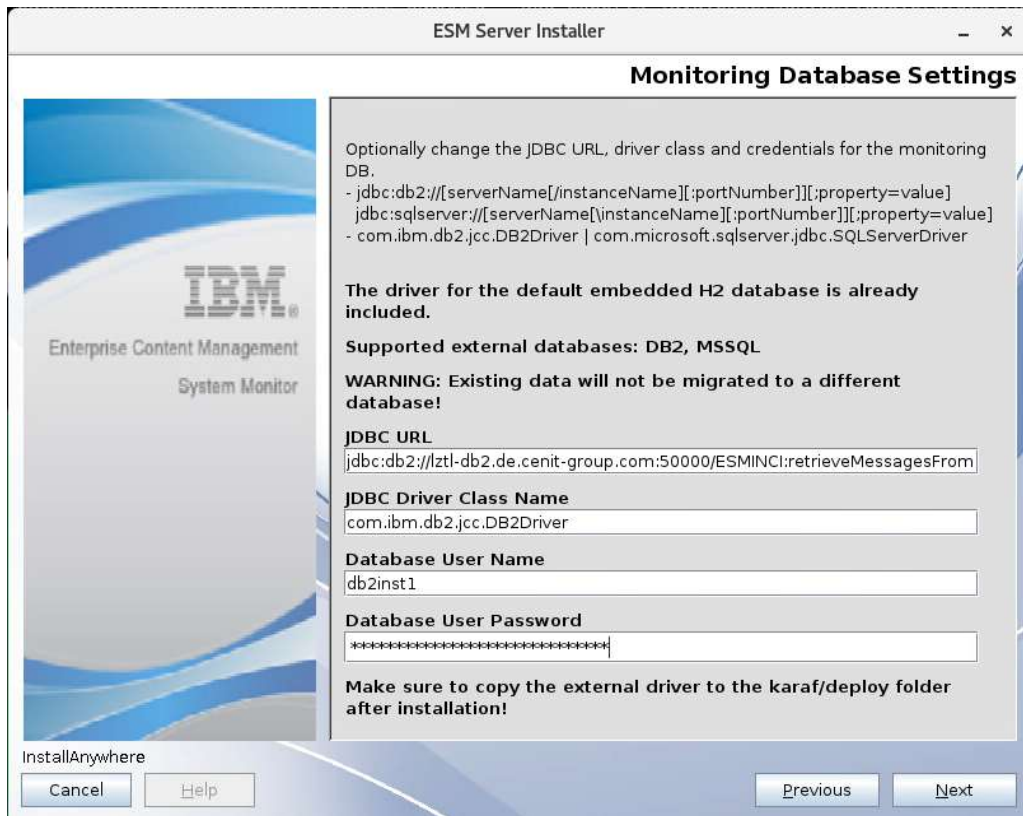 ESM Server Installer
Monitoring Database Settings
Optionally change the JDBC URL, driver class and credentials for the monitoring
DB.
- jdbc:db2://[serverName[/instanceName][:portNumber]][;property=value]
jdbc:sqlserver://[serverName[\instanceName][:portNumber]][;property=value]
- com.ibm.db2.jcc.DB2Driver | com.microsoft.sqlserver.jdbc.SQLServerDriver
IBM®
Enterprise Content Management
System Monitor
The driver for the default embedded H2 database is already
included.
Supported external databases: DB2, MSSQL
WARNING: Existing data will not be migrated to a different
database!
JDBC URL
jdbc:db2://lztl-db2.de.cenit-group.com:50000/ESMINCI:retrieveMessagesFrom
JDBC Driver Class Name
com.ibm.db2.jcc.DB2Driver
Database User Name
db2inst1
Database User Password
*****************************
Make sure to copy the external driver to the karaf/deploy folder
after installation!
InstallAnywhere
Cancel
Help
Previous
Next